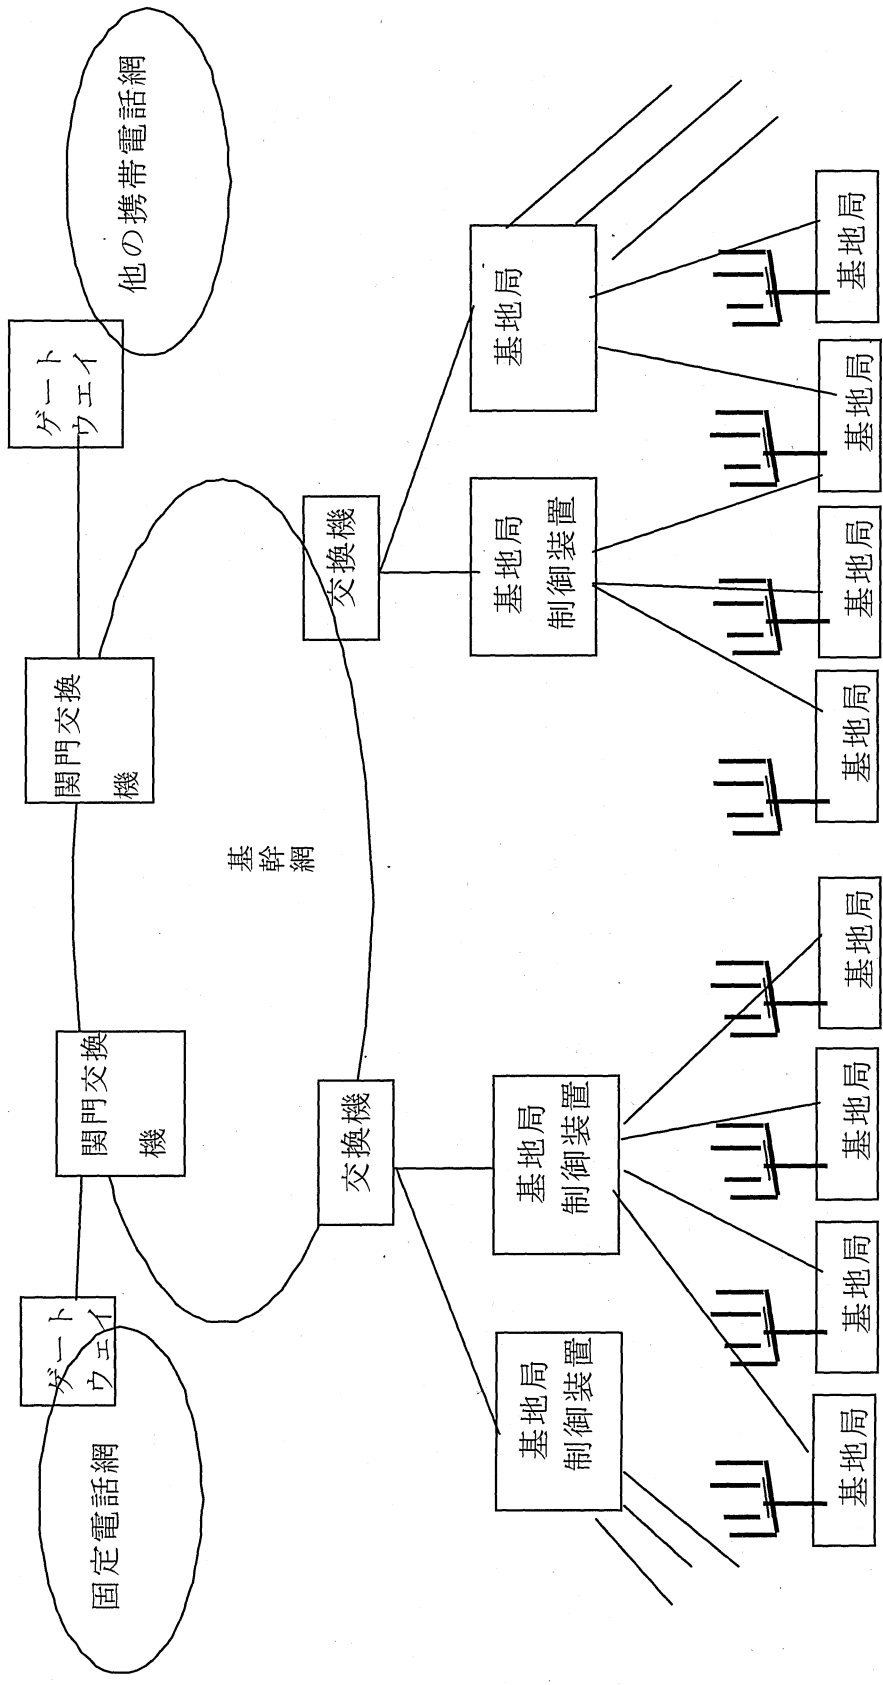 固定電話網
ゲート
ウェイ
関門交換
機
関門交換
機
ゲート
ウエイ
他の携帯電話網
基幹網
交換機
交換機
基地局
制御装置
基地局
制御装置
基地局
制御装置
基地局
基地局
基地局
基地局
基地局
基地局
基地局
基地局
基地局